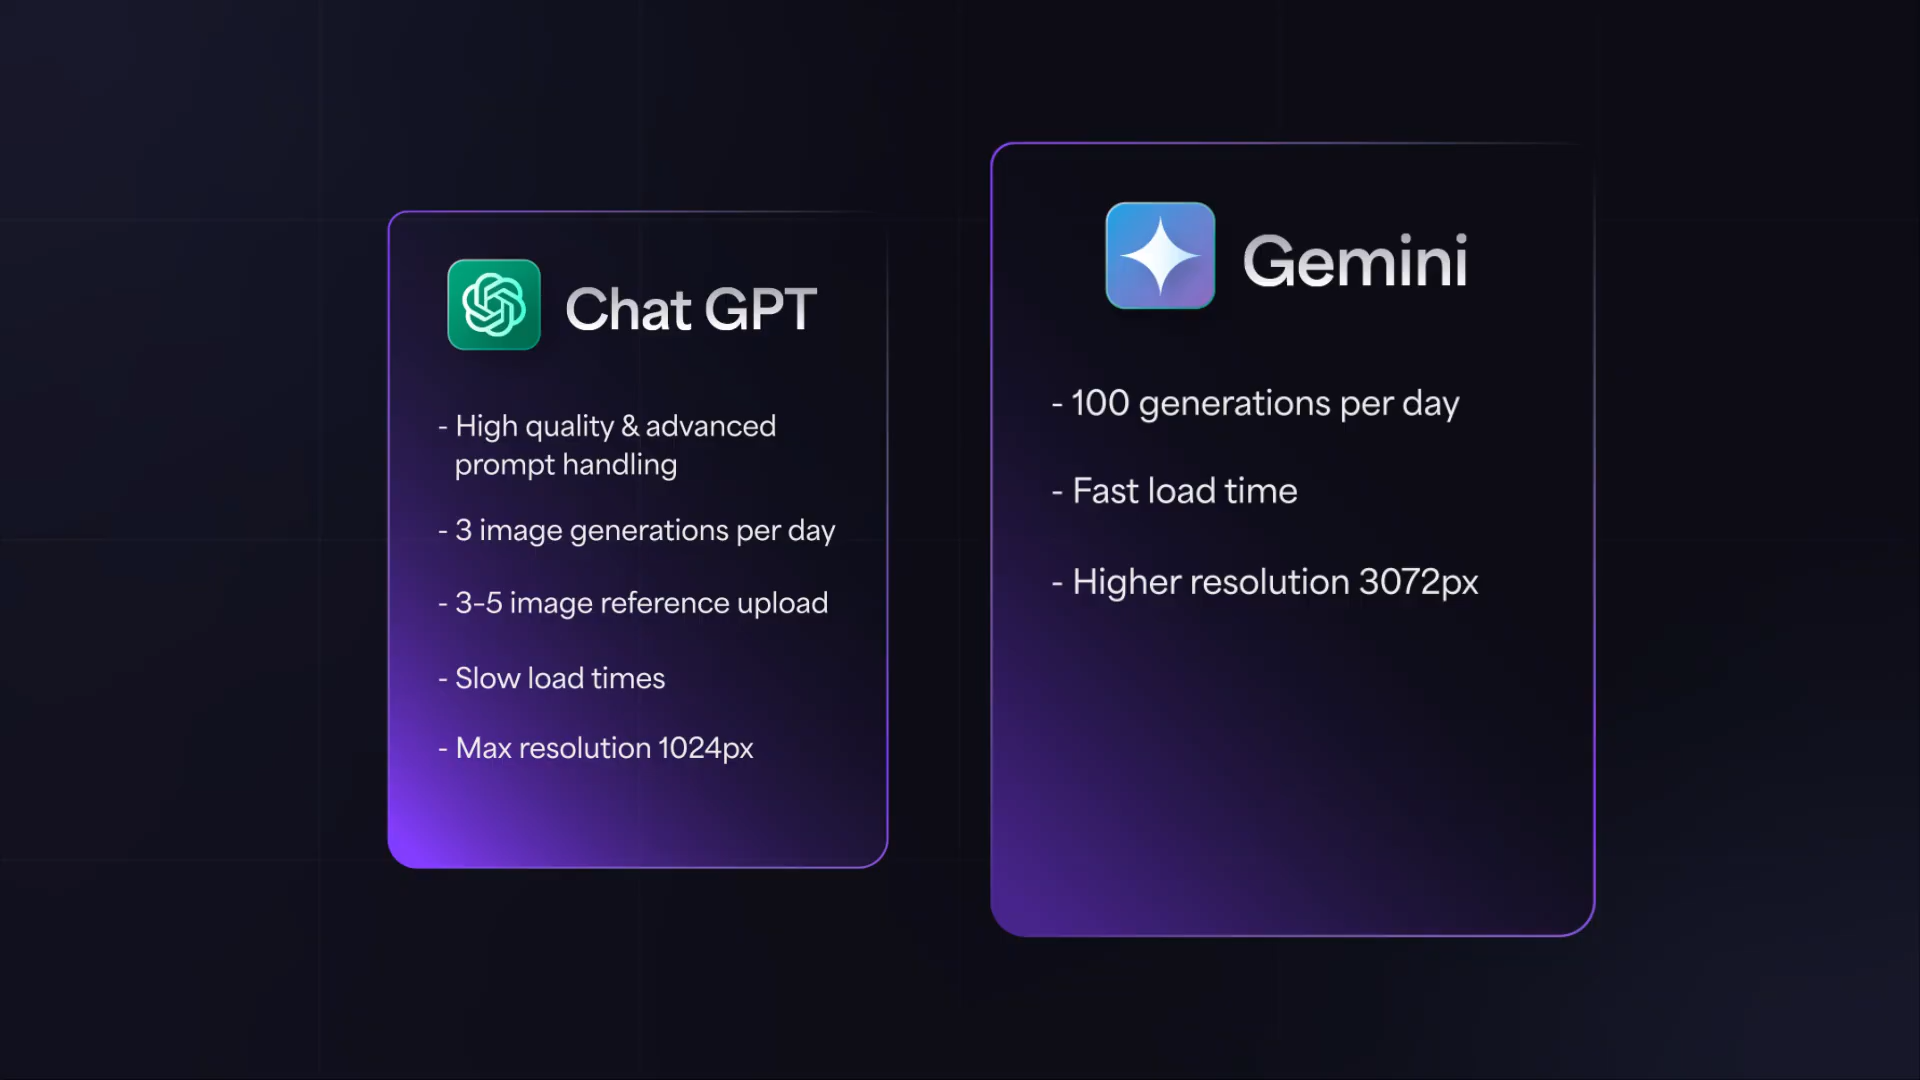 Chat GPT
- High quality & advanced
prompt handling
- 3 image generations per day
- 3–5 image reference upload
- Slow load times
- Max resolution 1024px
Gemini
- 100 generations per day
- Fast load time
- Higher resolution 3072px